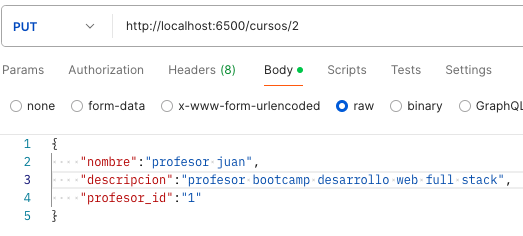 PUT http://localhost:6500/cursos/2
Params Authorization Headers (8) Body Scripts Tests Settings
none form-data x-www-form-urlencoded raw binary GraphQL
1 {
2 "nombre":"profesor juan",
3 "descripcion":"profesor bootcamp desarrollo web full stack",
4 "profesor_id":"1"
5 }